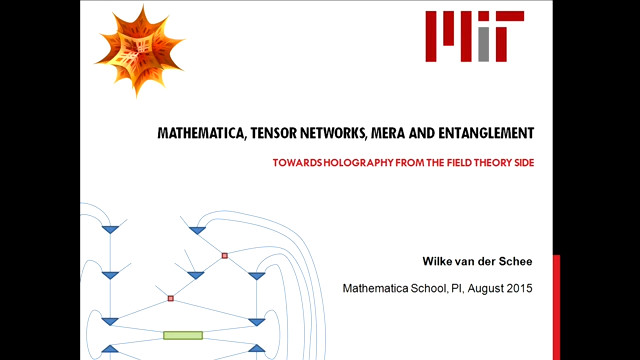 MIT
MATHEMATICA, TENSOR NETWORKS, MERA AND ENTANGLEMENT
TOWARDS HOLOGRAPHY FROM THE FIELD THEORY SIDE
Wilke van der Schee
Mathematica School, PI, August 2015